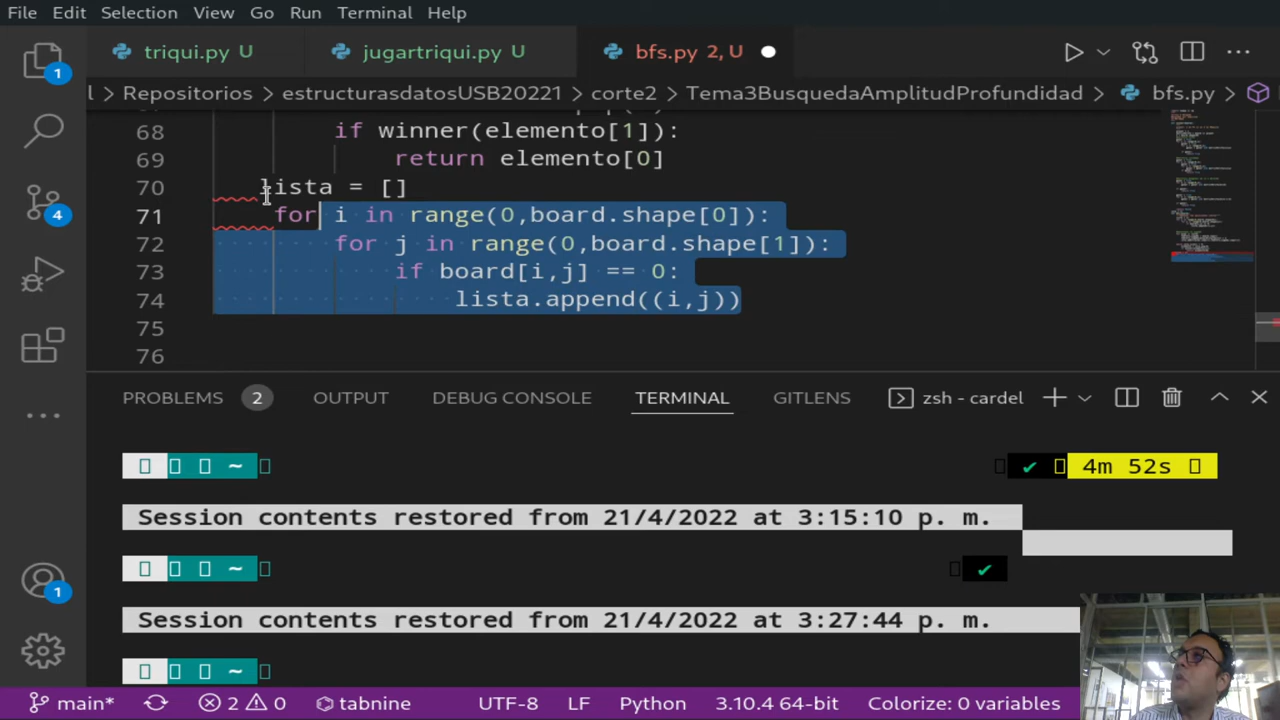 File Edit Selection View Go Run Terminal Help
1 triqui.py U jugartriqui.py U bfs.py 2, U
l > Repositorios > estructurasdatosUSB20221 > corte2 > Tema3BusquedaAmplitudProfundidad > bfs.py >
68 if winner(elemento[1]):
69 return elemento[0]
70 lista = []
71 for i in range(0,board.shape[0]):
72 for j in range(0,board.shape[1]):
73 if board[i,j] == 0:
74 lista.append((i,j))
75
76
4
PROBLEMS 2 OUTPUT DEBUG CONSOLE TERMINAL GITLENS zsh - cardel
~ ✔ 4m 52s
Session contents restored from 21/4/2022 at 3:15:10 p. m.
~ ✔
Session contents restored from 21/4/2022 at 3:27:44 p. m.
1
~
main* 2 0 tabnine UTF-8 LF Python 3.10.4 64-bit Colorize: 0 variables